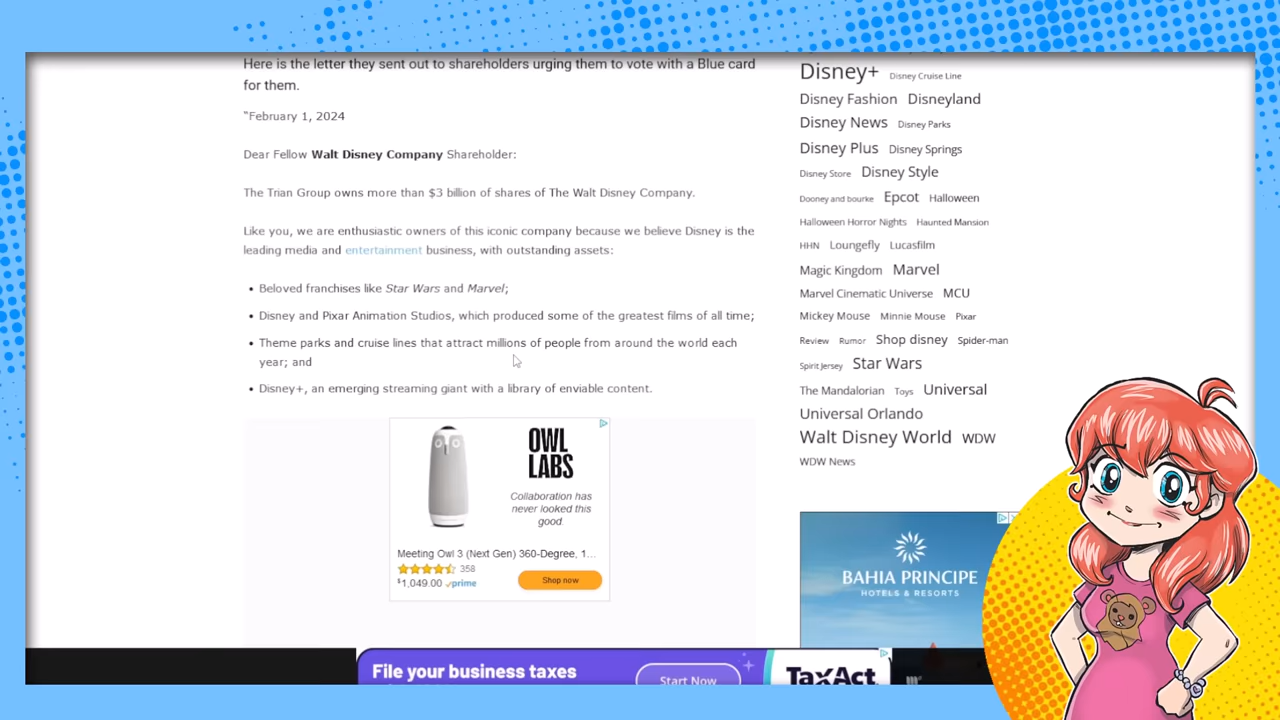 Here is the letter they sent out to shareholders urging them to vote with a Blue card
for them.
"February 1, 2024
Dear Fellow Walt Disney Company Shareholder:
The Trian Group owns more than $3 billion of shares of The Walt Disney Company.
Like you, we are enthusiastic owners of this iconic company because we believe Disney is the
leading media and entertainment business, with outstanding assets:
• Beloved franchises like Star Wars and Marvel;
• Disney and Pixar Animation Studios, which produced some of the greatest films of all time;
• Theme parks and cruise lines that attract millions of people from around the world each
year; and
• Disney+, an emerging streaming giant with a library of enviable content.
OWL
LABS
Collaboration has
never looked this
good.
Meeting Owl 3 (Next Gen) 360-Degree, 1...
358
$1,049.00 prime
Shop now
Disney+ Disney Cruise Line
Disney Fashion Disneyland
Disney News Disney Parks
Disney Plus Disney Springs
Disney Store Disney Style
Dooney and bourke Epcot Halloween
Halloween Horror Nights Haunted Mansion
HHN Loungefly Lucasfilm
Magic Kingdom Marvel
Marvel Cinematic Universe MCU
Mickey Mouse Minnie Mouse Pixar
Review Rumor Shop disney Spider-man
Spirit Jersey Star Wars
The Mandalorian Toys Universal
Universal Orlando
Walt Disney World WDW
WDW News
BAHIA PRINCIPE
HOTELS & RESORTS
File your business taxes
Start Now
TaxAct